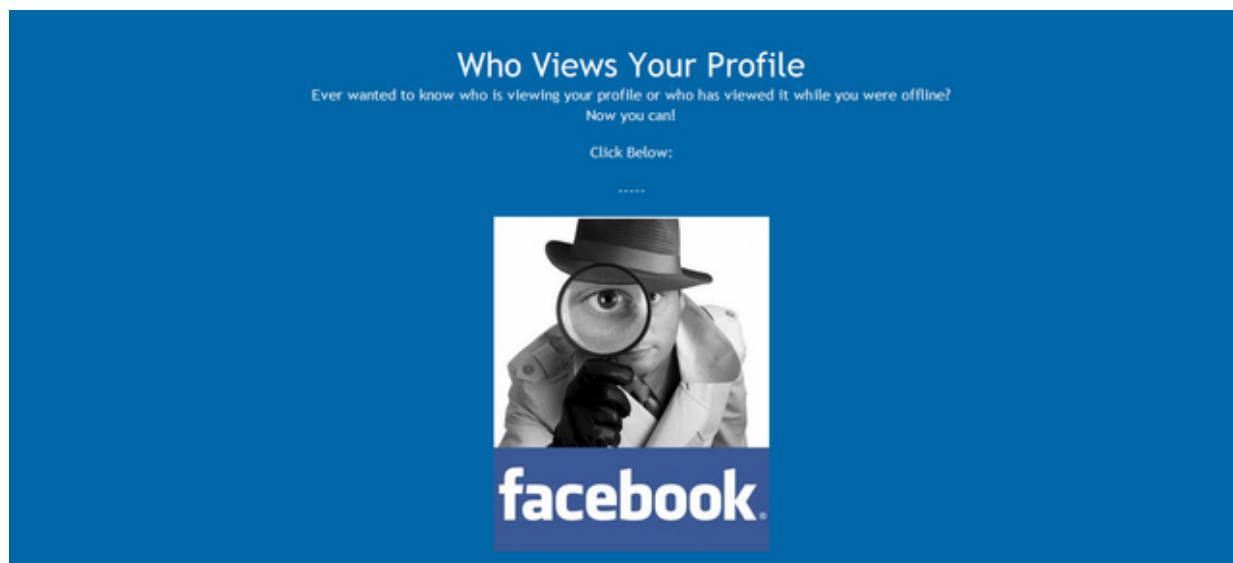 Who Views Your Profile
Ever wanted to know who is viewing your profile or who has viewed it while you were offline?
Now you can!
Click Below:
-----
facebook®